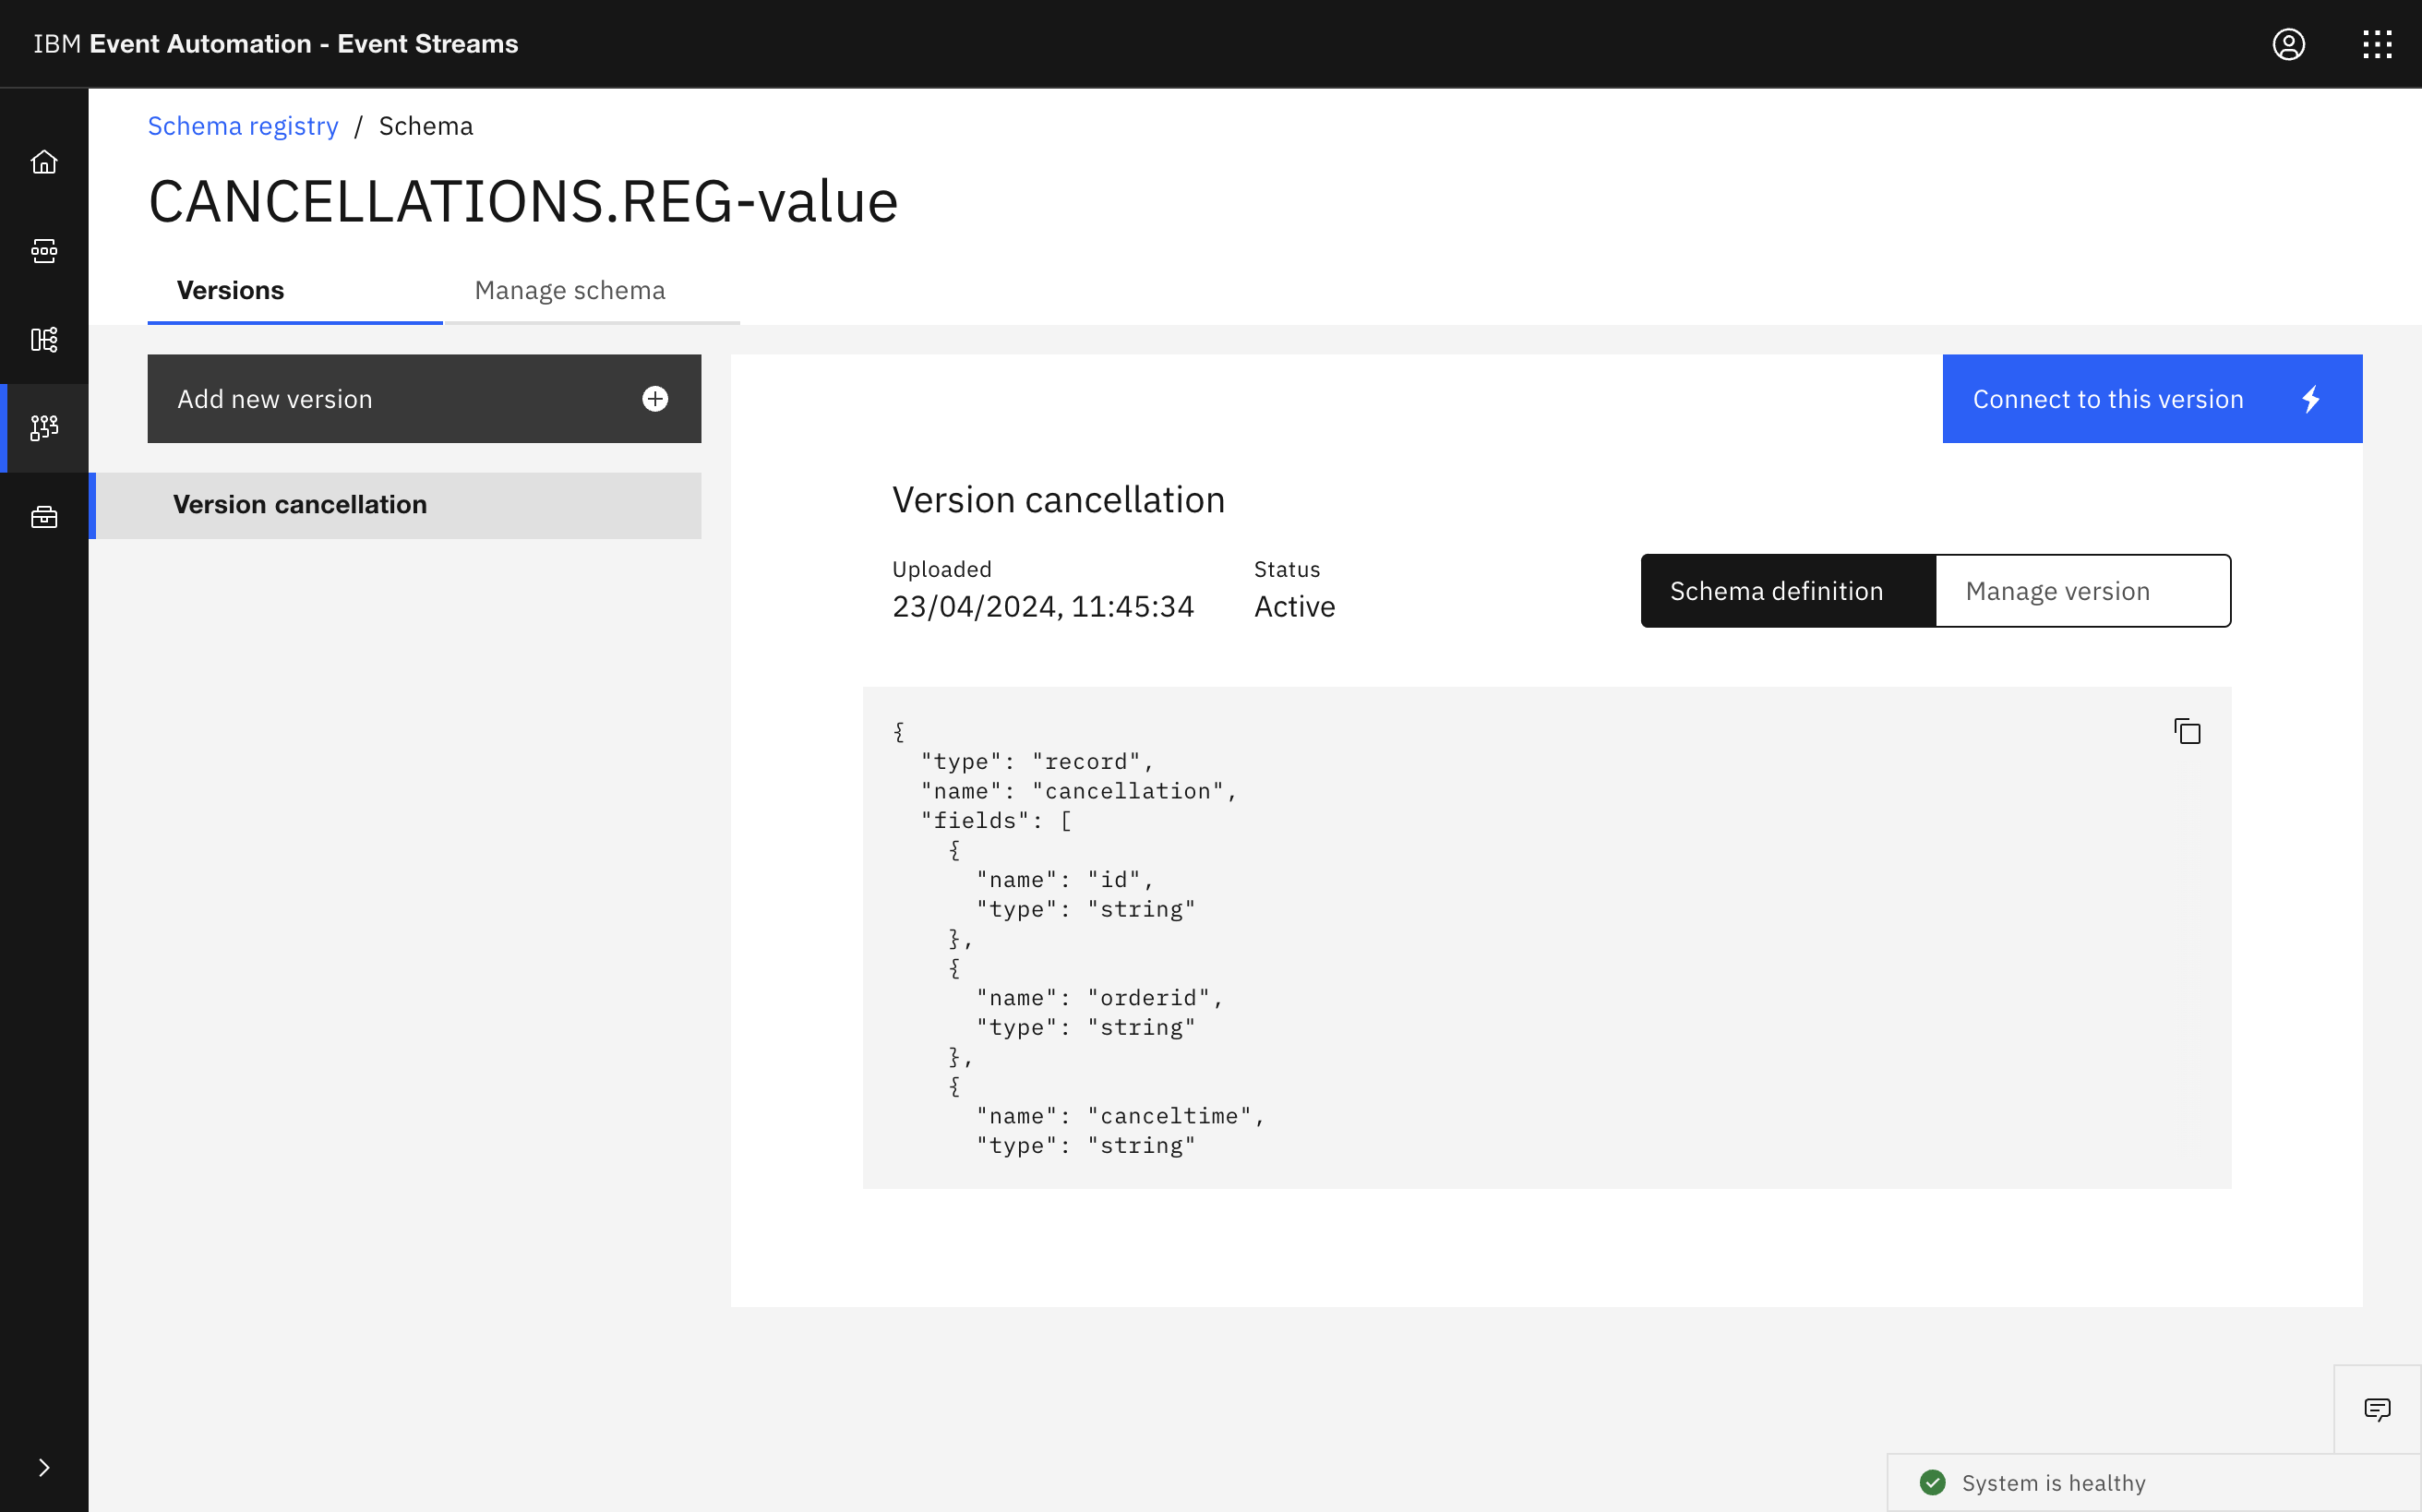 IBM Event Automation - Event Streams
Schema registry / Schema
CANCELLATIONS.REG-value
Versions
Manage schema
Add new version
Connect to this version
Version cancellation
Version cancellation
Uploaded
23/04/2024, 11:45:34
Status
Active
Schema definition
Manage version
{
  "type": "record",
  "name": "cancellation",
  "fields": [
    {
      "name": "id",
      "type": "string"
    },
    {
      "name": "orderid",
      "type": "string"
    },
    {
      "name": "canceltime",
      "type": "string"
System is healthy